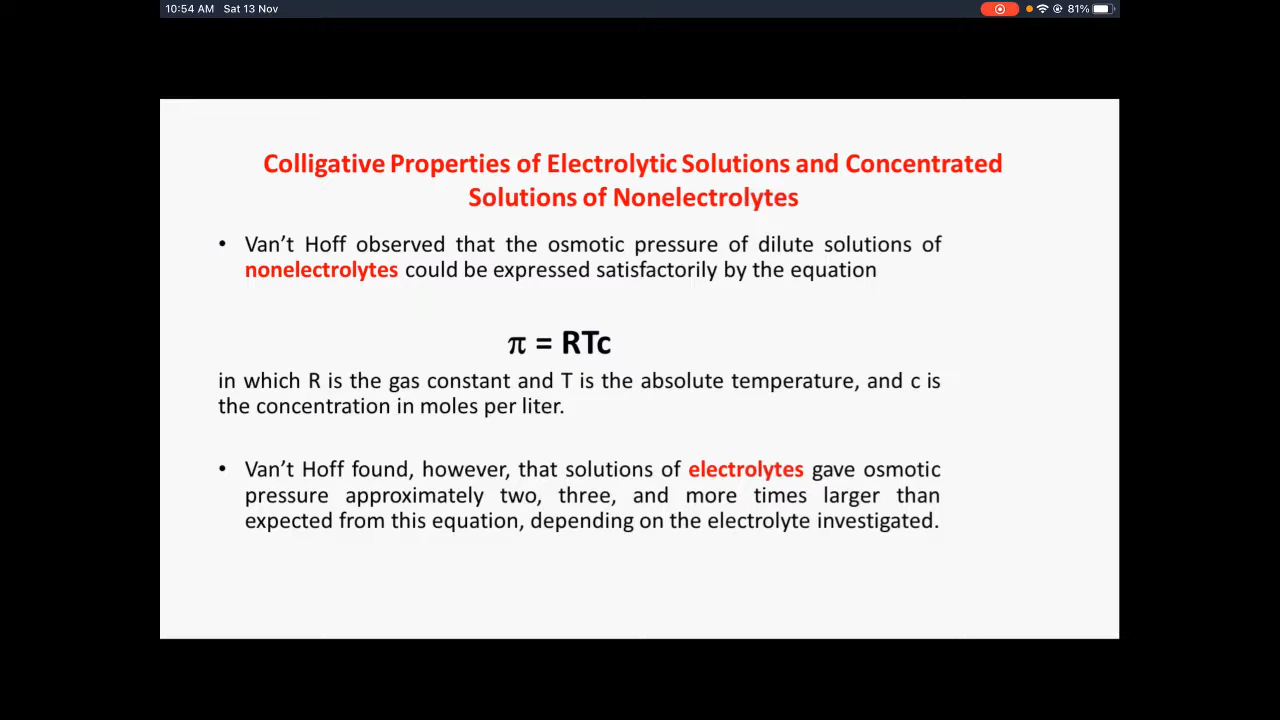 10:54 AM Sat 13 Nov
81%
Colligative Properties of Electrolytic Solutions and Concentrated
Solutions of Nonelectrolytes
• Van't Hoff observed that the osmotic pressure of dilute solutions of
nonelectrolytes could be expressed satisfactorily by the equation
π = RTc
in which R is the gas constant and T is the absolute temperature, and c is
the concentration in moles per liter.
• Van't Hoff found, however, that solutions of electrolytes gave osmotic
pressure approximately two, three, and more times larger than
expected from this equation, depending on the electrolyte investigated.